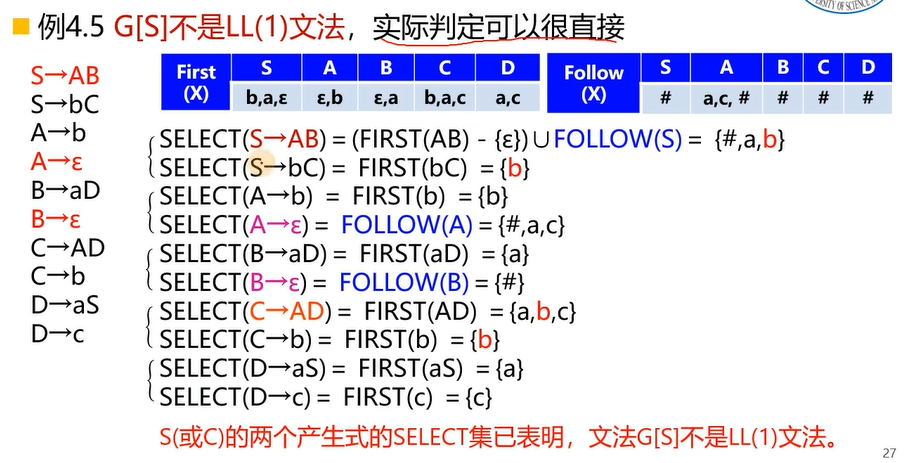 例4.5 G[S]不是LL(1)文法，实际判定可以很直接
S→AB
S→bC
A→b
A→ε
B→aD
B→ε
C→AD
C→b
D→aS
D→c
First (X) S A B C D
b,a,ε ε,b ε,a b,a,c a,c
Follow (X) S A B C D
# a,c, # # # #
SELECT(S→AB) = (FIRST(AB) - {ε})∪FOLLOW(S) = {#,a,b}
SELECT(S→bC) = FIRST(bC) = {b}
SELECT(A→b) = FIRST(b) = {b}
SELECT(A→ε) = FOLLOW(A) = {#,a,c}
SELECT(B→aD) = FIRST(aD) = {a}
SELECT(B→ε) = FOLLOW(B) = {#}
SELECT(C→AD) = FIRST(AD) = {a,b,c}
SELECT(C→b) = FIRST(b) = {b}
SELECT(D→aS) = FIRST(aS) = {a}
SELECT(D→c) = FIRST(c) = {c}
S(或C)的两个产生式的SELECT集已表明，文法G[S]不是LL(1)文法。
27